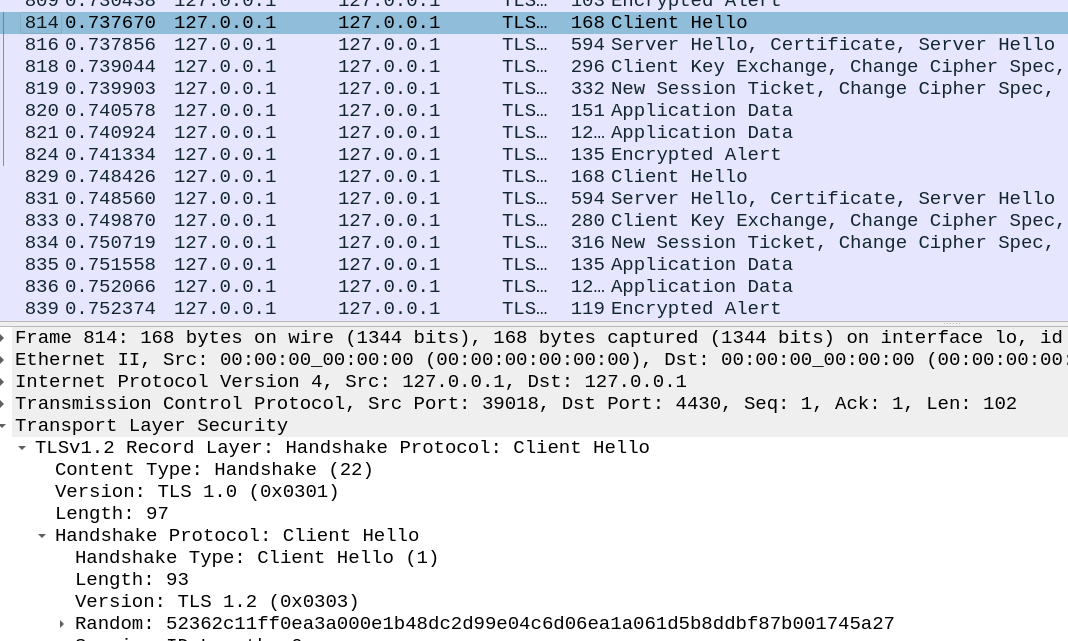 809 0.730438 127.0.0.1 127.0.0.1 TLS… 103 Encrypted Alert
814 0.737670 127.0.0.1 127.0.0.1 TLS… 168 Client Hello
816 0.737856 127.0.0.1 127.0.0.1 TLS… 594 Server Hello, Certificate, Server Hello
818 0.739044 127.0.0.1 127.0.0.1 TLS… 296 Client Key Exchange, Change Cipher Spec,
819 0.739903 127.0.0.1 127.0.0.1 TLS… 332 New Session Ticket, Change Cipher Spec,
820 0.740578 127.0.0.1 127.0.0.1 TLS… 151 Application Data
821 0.740924 127.0.0.1 127.0.0.1 TLS… 12… Application Data
824 0.741334 127.0.0.1 127.0.0.1 TLS… 135 Encrypted Alert
829 0.748426 127.0.0.1 127.0.0.1 TLS… 168 Client Hello
831 0.748560 127.0.0.1 127.0.0.1 TLS… 594 Server Hello, Certificate, Server Hello
833 0.749870 127.0.0.1 127.0.0.1 TLS… 280 Client Key Exchange, Change Cipher Spec,
834 0.750719 127.0.0.1 127.0.0.1 TLS… 316 New Session Ticket, Change Cipher Spec,
835 0.751558 127.0.0.1 127.0.0.1 TLS… 135 Application Data
836 0.752066 127.0.0.1 127.0.0.1 TLS… 12… Application Data
839 0.752374 127.0.0.1 127.0.0.1 TLS… 119 Encrypted Alert
Frame 814: 168 bytes on wire (1344 bits), 168 bytes captured (1344 bits) on interface lo, id
Ethernet II, Src: 00:00:00_00:00:00 (00:00:00:00:00:00), Dst: 00:00:00_00:00:00 (00:00:00:00:
Internet Protocol Version 4, Src: 127.0.0.1, Dst: 127.0.0.1
Transmission Control Protocol, Src Port: 39018, Dst Port: 4430, Seq: 1, Ack: 1, Len: 102
Transport Layer Security
TLSv1.2 Record Layer: Handshake Protocol: Client Hello
Content Type: Handshake (22)
Version: TLS 1.0 (0x0301)
Length: 97
Handshake Protocol: Client Hello
Handshake Type: Client Hello (1)
Length: 93
Version: TLS 1.2 (0x0303)
Random: 52362c11ff0ea3a000e1b48dc2d99e04c6d06ea1a061d5b8ddbf87b001745a27